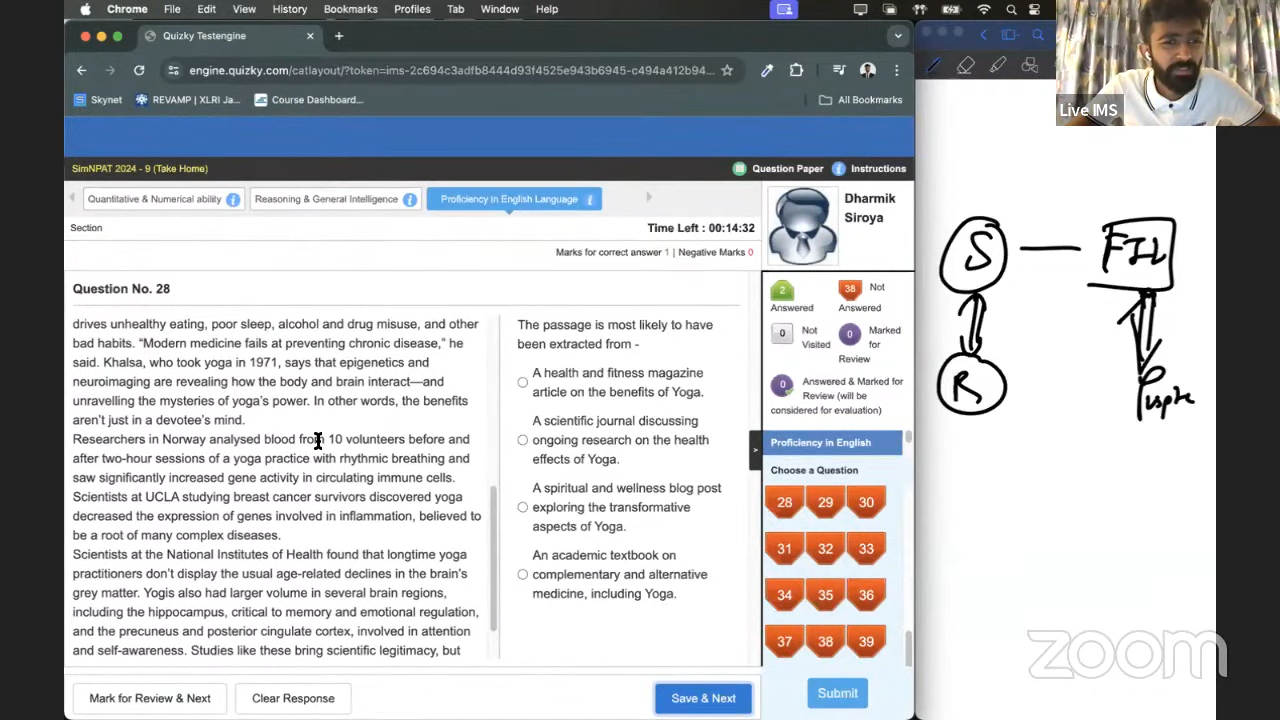 Chrome File Edit View History Bookmarks Profiles Tab Window Help
Quizky Testengine
engine.quizky.com/catlayout/?token=ims-2c694c3adfb8444d93f4525e943b6945-c494a412b94...
Skynet REVAMP | XLRI Ja... Course Dashboard... All Bookmarks
Live IMS
SimNPAT 2024 - 9 (Take Home) Question Paper Instructions
Quantitative & Numerical ability Reasoning & General Intelligence Proficiency in English Language
Section Time Left : 00:14:32
Marks for correct answer 1 | Negative Marks 0
Dharmik
Siroya
Question No. 28
drives unhealthy eating, poor sleep, alcohol and drug misuse, and other
bad habits. “Modern medicine fails at preventing chronic disease,“ he
said. Khalsa, who took yoga in 1971, says that epigenetics and
neuroimaging are revealing how the body and brain interact—and
unravelling the mysteries of yoga’s power. In other words, the benefits
aren’t just in a devotee’s mind.
Researchers in Norway analysed blood from 10 volunteers before and
after two-hour sessions of a yoga practice with rhythmic breathing and
saw significantly increased gene activity in circulating immune cells.
Scientists at UCLA studying breast cancer survivors discovered yoga
decreased the expression of genes involved in inflammation, believed to
be a root of many complex diseases.
Scientists at the National Institutes of Health found that longtime yoga
practitioners don’t display the usual age-related declines in the brain’s
grey matter. Yogis also had larger volume in several brain regions,
including the hippocampus, critical to memory and emotional regulation,
and the precuneus and posterior cingulate cortex, involved in attention
and self-awareness. Studies like these bring scientific legitimacy, but
The passage is most likely to have
been extracted from -
A health and fitness magazine
article on the benefits of Yoga.
A scientific journal discussing
ongoing research on the health
effects of Yoga.
A spiritual and wellness blog post
exploring the transformative
aspects of Yoga.
An academic textbook on
complementary and alternative
medicine, including Yoga.
2 Answered
38 Not Answered
0 Not Visited
0 Marked for Review
0 Answered & Marked for
Review (will be
considered for evaluation)
Proficiency in English
Choose a Question
28 29 30
31 32 33
34 35 36
37 38 39
Mark for Review & Next Clear Response Save & Next Submit
S FIL
R
zoom